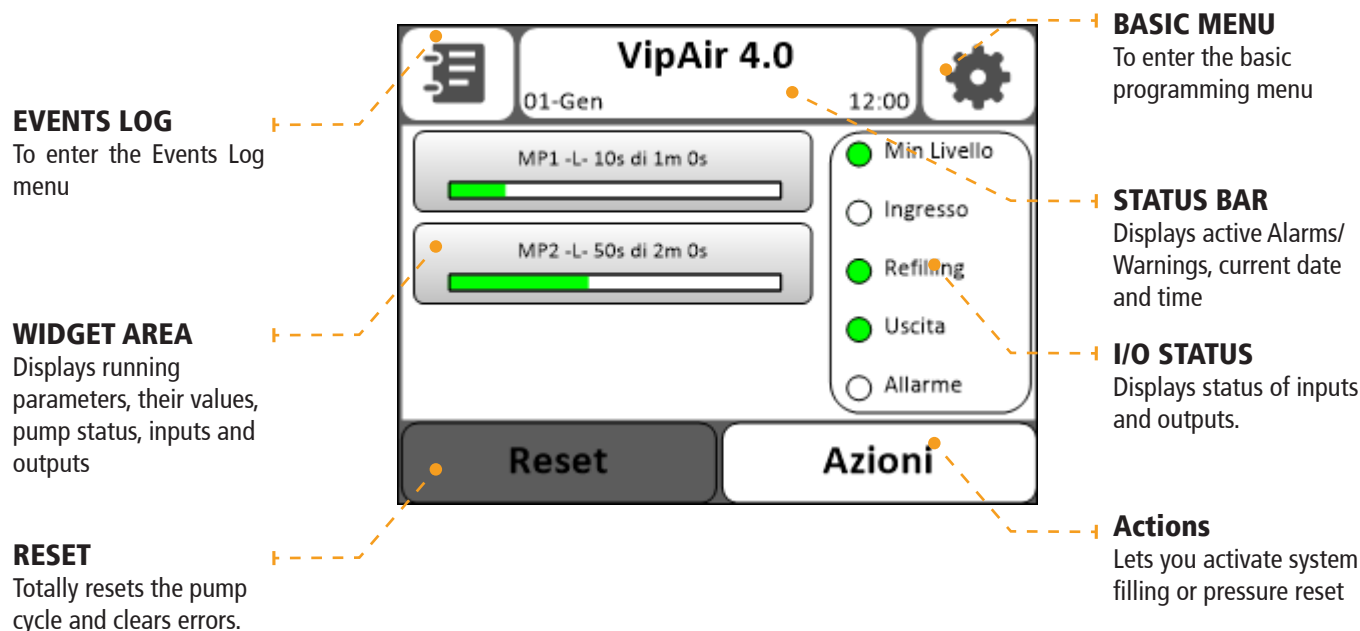 EVENTS LOG
To enter the Events Log
menu
WIDGET AREA
Displays running
parameters, their values,
pump status, inputs and
outputs
RESET
Totally resets the pump
cycle and clears errors.
VipAir 4.0
01-Gen
12:00
MP1 -L- 10s di 1m 0s
MP2 -L- 50s di 2m 0s
Min Livello
Ingresso
Refilling
Uscita
Allarme
Reset
Azioni
BASIC MENU
To enter the basic
programming menu
STATUS BAR
Displays active Alarms/
Warnings, current date
and time
I/O STATUS
Displays status of inputs
and outputs.
Actions
Lets you activate system
filling or pressure reset